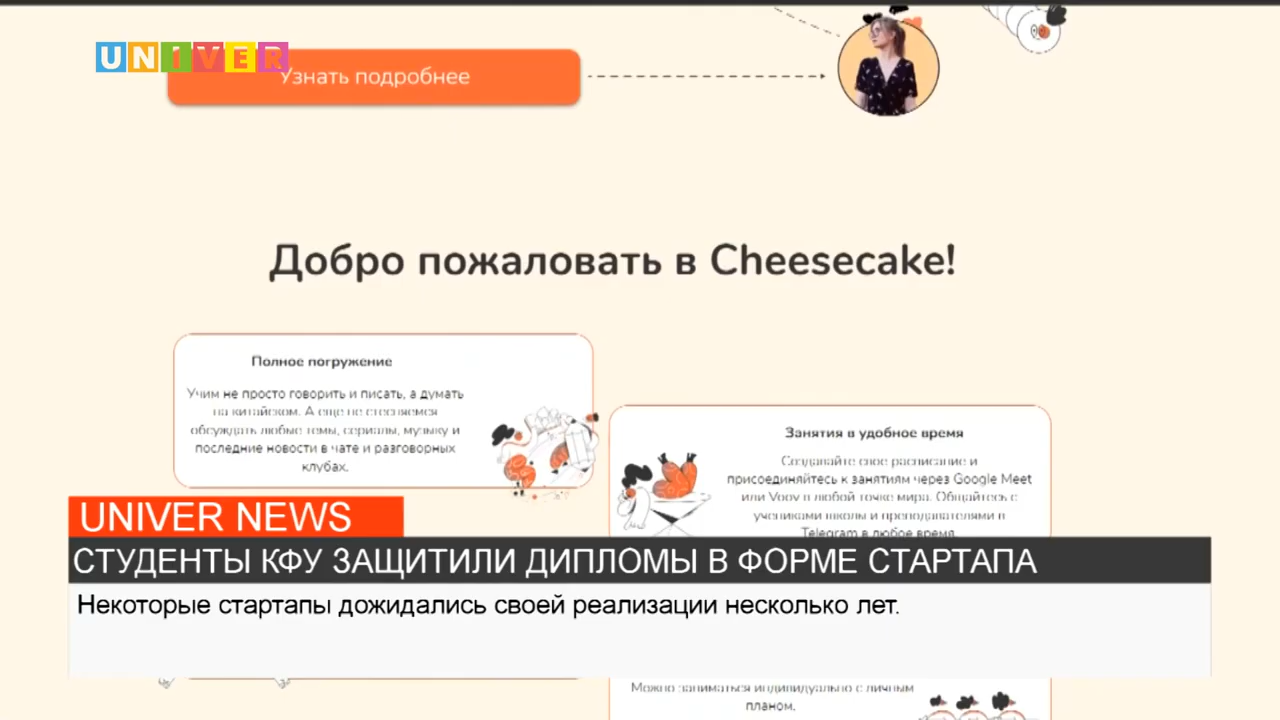 UNIVER
Узнать подробнее
Добро пожаловать в Cheesecake!
Полное погружение
Учим не просто говорить и писать, а думать
на китайском. А еще не стесняемся
обсуждать любые темы, сериалы, музыку и
последние новости в чате и разговорных
клубах.
Занятия в удобное время
Создавайте свое расписание и
присоединяйтесь к занятиям через Google Meet
или Voov в любой точке мира. Общайтесь с
учениками школы и преподавателями в
Telegram в любое время.
UNIVER NEWS
СТУДЕНТЫ КФУ ЗАЩИТИЛИ ДИПЛОМЫ В ФОРМЕ СТАРТАПА
Некоторые стартапы дожидались своей реализации несколько лет.
Можно заниматься индивидуально с личным
планом.